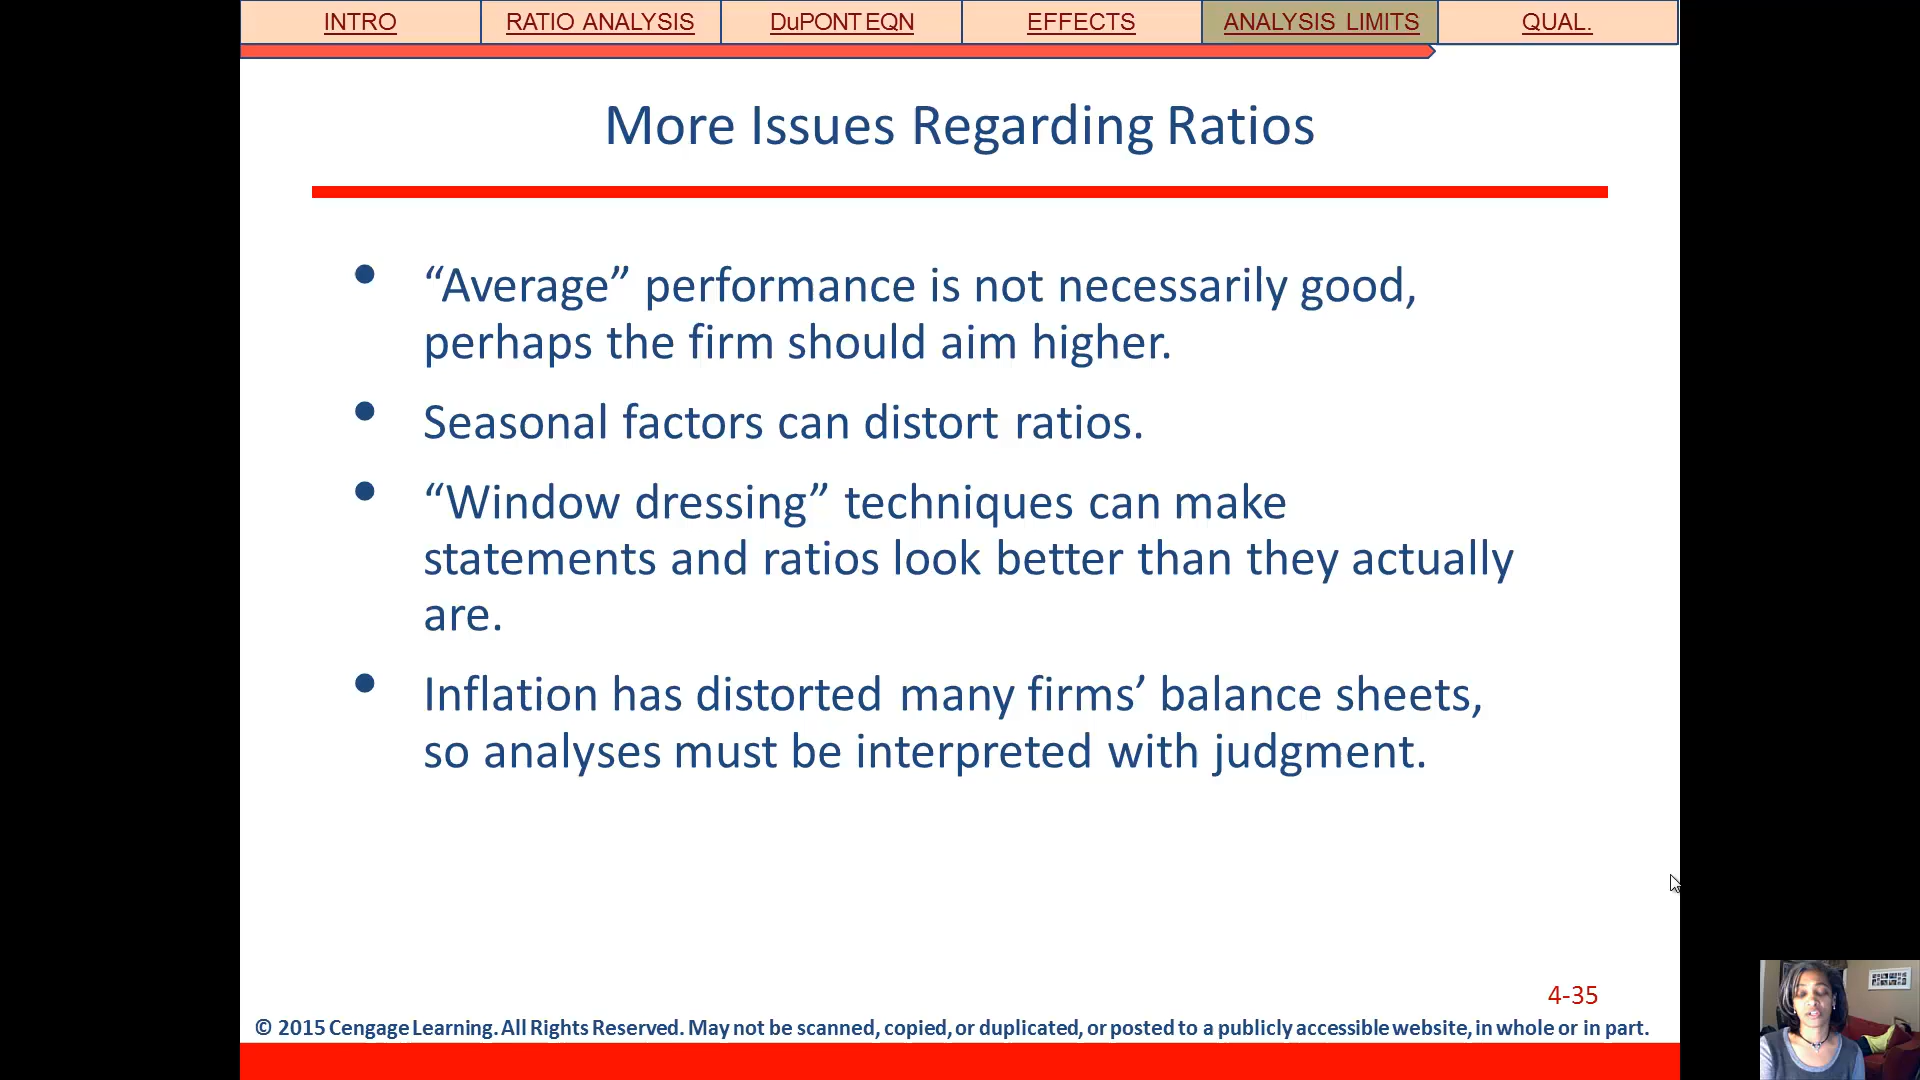 INTRO RATIO ANALYSIS DuPONT EQN EFFECTS ANALYSIS LIMITS QUAL.
More Issues Regarding Ratios
• “Average” performance is not necessarily good,
perhaps the firm should aim higher.
• Seasonal factors can distort ratios.
• “Window dressing” techniques can make
statements and ratios look better than they actually
are.
• Inflation has distorted many firms’ balance sheets,
so analyses must be interpreted with judgment.
4-35
© 2015 Cengage Learning. All Rights Reserved. May not be scanned, copied, or duplicated, or posted to a publicly accessible website, in whole or in part.